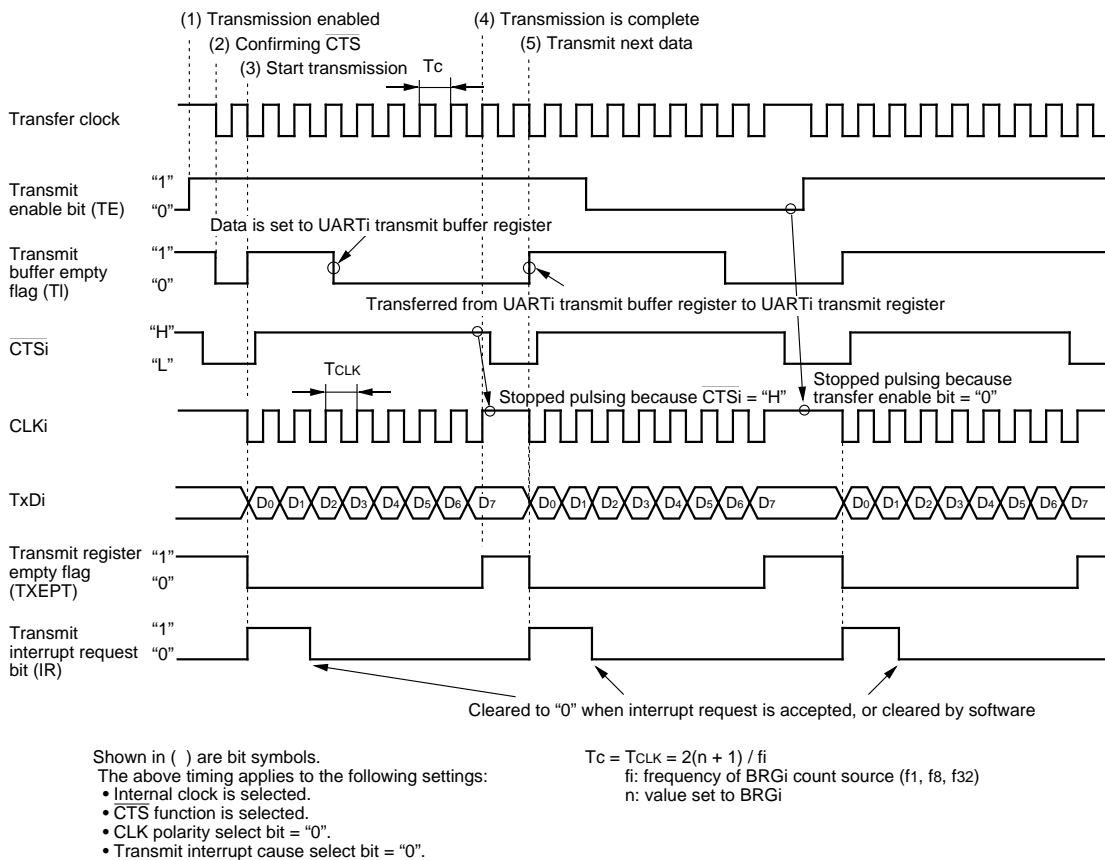 (1) Transmission enabled
(4) Transmission is complete
(2) Confirming CTS
(5) Transmit next data
(3) Start transmission
Tc
Transfer clock
Transmit
enable bit (TE)
“1”
“0”
Data is set to UARTi transmit buffer register
Transmit
buffer empty
flag (TI)
“1”
“0”
Transferred from UARTi transmit buffer register to UARTi transmit register
CTSi
“H”
“L”
TCLK
Stopped pulsing because CTSi = “H”
Stopped pulsing because
transfer enable bit = “0”
CLKi
TxDi
D0 D1 D2 D3 D4 D5 D6 D7 D0 D1 D2 D3 D4 D5 D6 D7 D0 D1 D2 D3 D4 D5 D6 D7
Transmit register
empty flag
(TXEPT)
“1”
“0”
Transmit
interrupt request
bit (IR)
“1”
“0”
Cleared to “0” when interrupt request is accepted, or cleared by software
Shown in ( ) are bit symbols.
The above timing applies to the following settings:
• Internal clock is selected.
• CTS function is selected.
• CLK polarity select bit = “0”.
• Transmit interrupt cause select bit = “0”.
Tc = TCLK = 2(n + 1) / fi
fi: frequency of BRGi count source (f1, f8, f32)
n: value set to BRGi